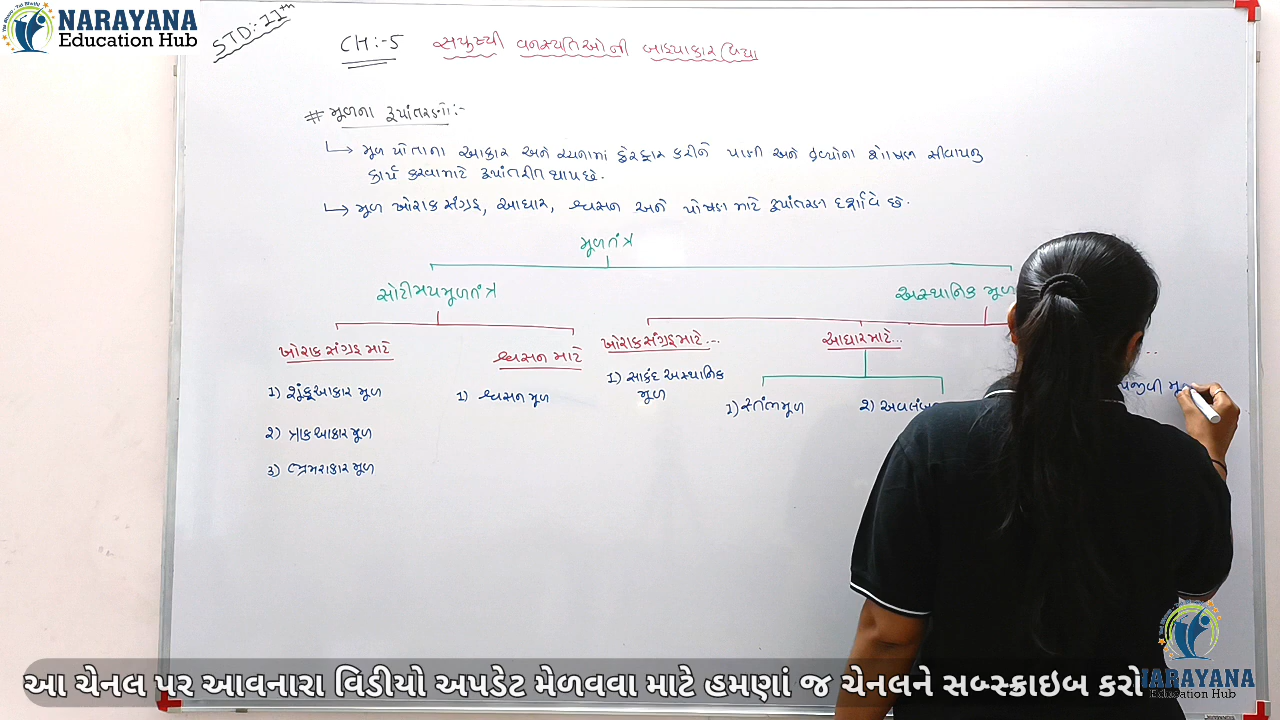 NARAYANA
Education Hub
STD:- 11th
CH:-5 સપુષ્પી વનસ્પતિઓની બાહ્યાકાર વિદ્યા
# મૂળના રૂપાંતરણો:-
મૂળ પોતાના આકાર અને રચનામાં ફેરફાર કરીને પાણી અને દ્રવ્યોના શોષણ સીવાયનુ
કાર્ય કરવા માટે રૂપાંતરીત થાય છે.
મૂળ ખોરાક સંગ્રહ, આધાર, શ્વસન અને પોષણ માટે રૂપાંતરણ દર્શાવે છે.
મૂળતંત્ર
સોટીમયમૂળતંત્ર
અસ્થાનિક મૂળ
ખોરાક સંગ્રહ માટે
શ્વસન માટે
ખોરાક સંગ્રહ માટે...
આધાર માટે...
1) શંકુઆકાર મૂળ
2) ત્રાકઆકાર મૂળ
3) ભ્રમરાકાર મૂળ
1) શ્વસન મૂળ
1) સાકંદ અસ્થાનિક
મૂળ
1) સ્તંભમૂળ
2) અવલંબ
પજીવી મૂળ
આ ચેનલ પર આવનારા વિડીયો અપડેટ મેળવવા માટે હમણાં જ ચેનલને સબ્સ્ક્રાઇબ કરો
NARAYANA
Education Hub